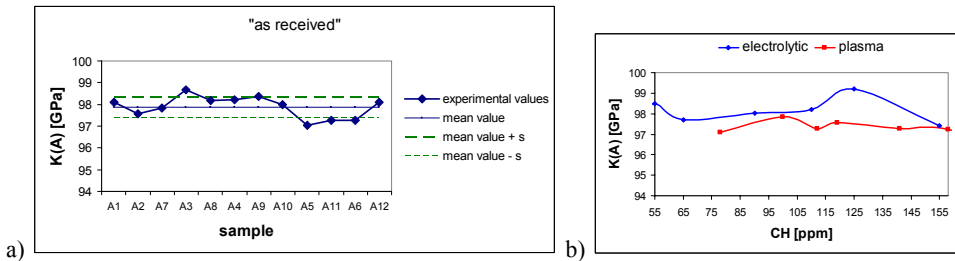 a)
"as received"
K(A) [GPa]
100
99
98
97
96
95
94
A1 A2 A7 A3 A8 A4 A9 A10 A5 A11 A6 A12
sample
experimental values
mean value
mean value + s
mean value - s
b)
electrolytic plasma
K(A) [GPa]
100
99
98
97
96
95
94
55 65 75 85 95 105 115 125 135 145 155
CH [ppm]